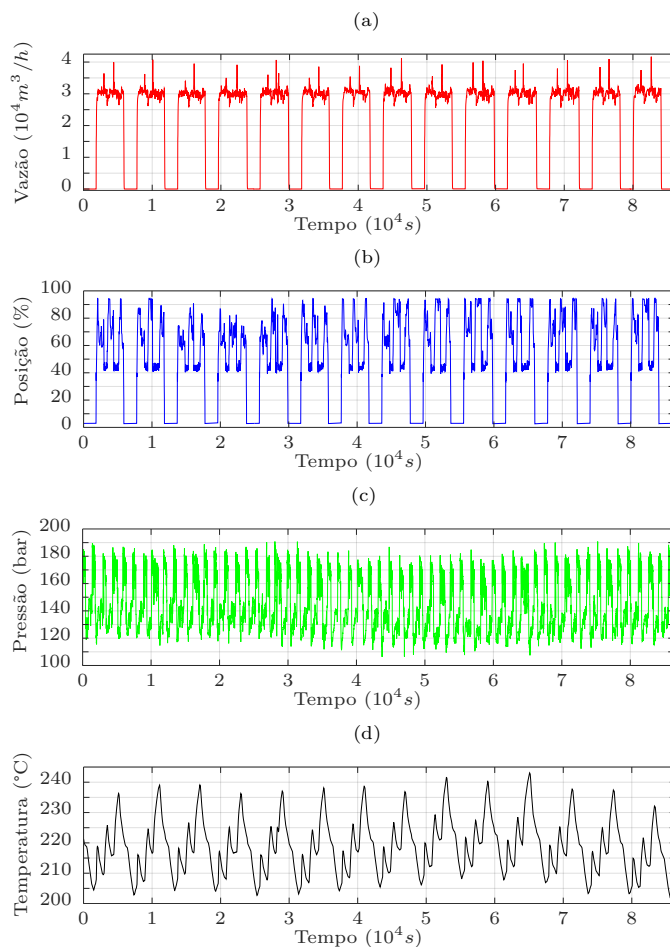 (a)
4
3
2
1
0
Vazão (10⁴m³/h)
0 1 2 3 4 5 6 7 8
Tempo (10⁴s)
(b)
100
80
60
40
20
0
Posição (%)
0 1 2 3 4 5 6 7 8
Tempo (10⁴s)
(c)
200
180
160
140
120
100
Pressão (bar)
0 1 2 3 4 5 6 7 8
Tempo (10⁴s)
(d)
240
230
220
210
200
Temperatura (°C)
0 1 2 3 4 5 6 7 8
Tempo (10⁴s)